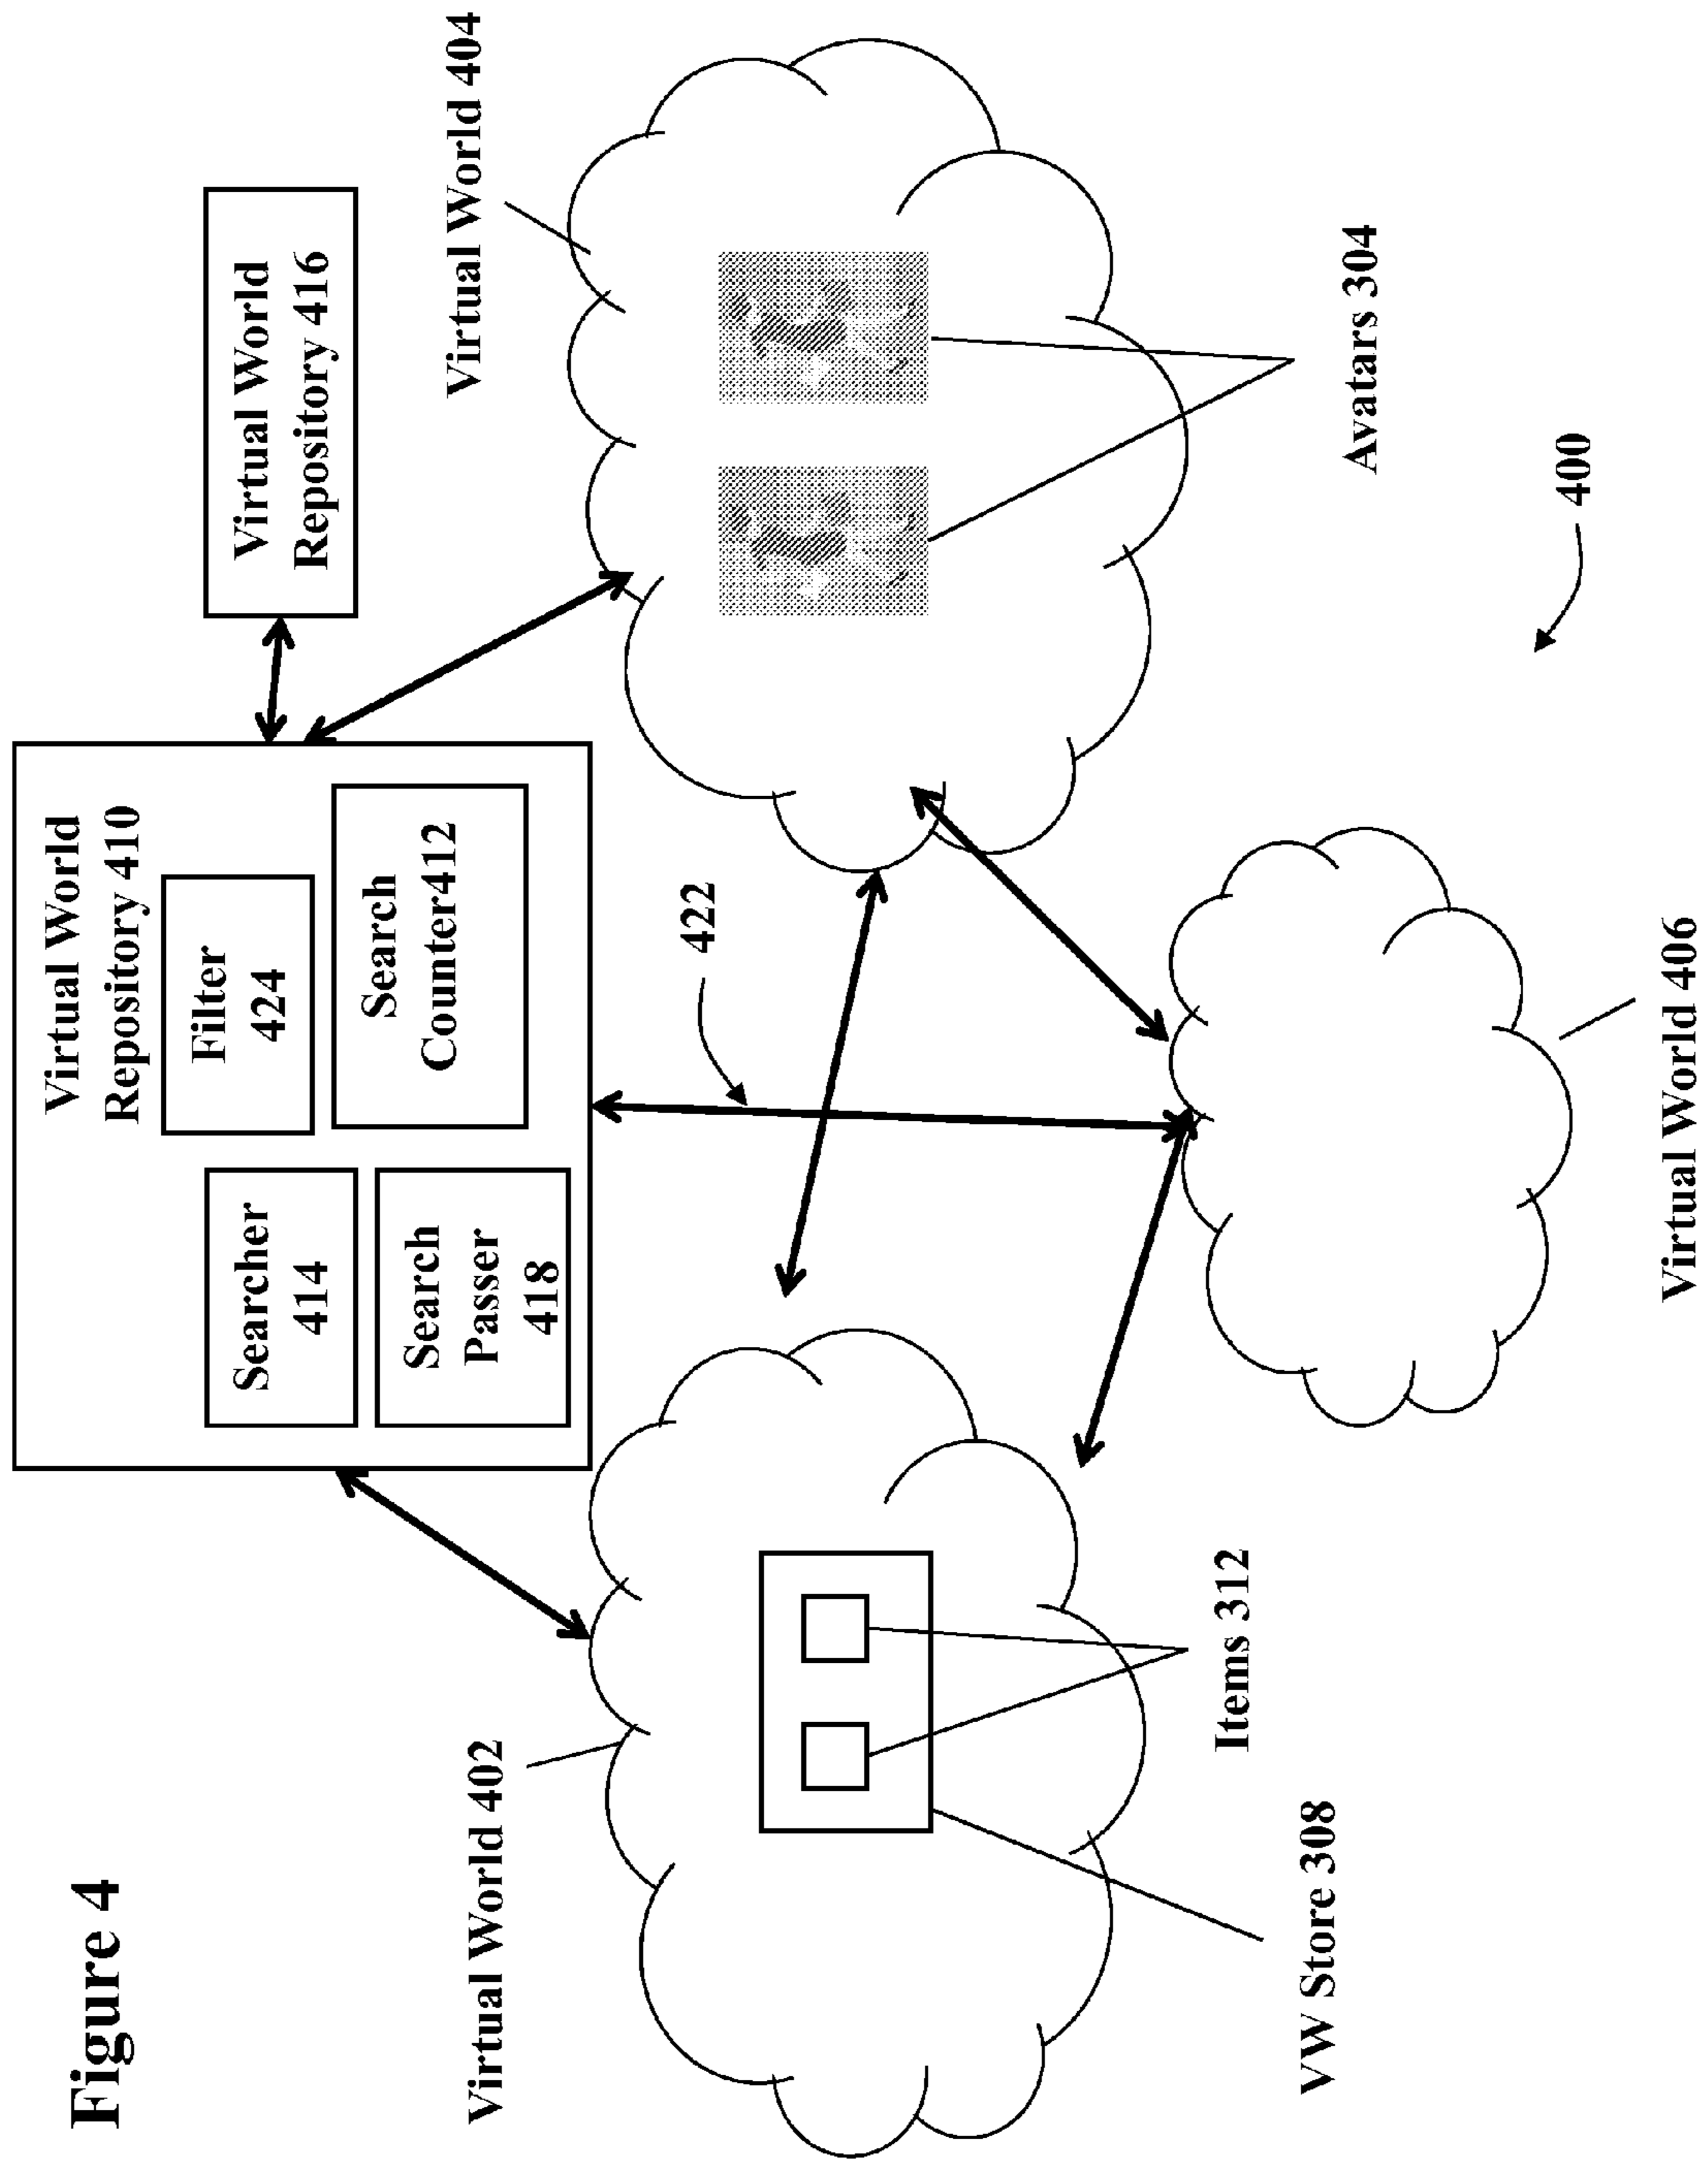 Figure 4
Virtual World
Repository 410
Searcher
414
Filter
424
Search
Passer
418
Search
Counter412
Virtual World
Repository 416
Virtual World 402
Virtual World 404
422
Items 312
VW Store 308
Avatars 304
Virtual World 406
400